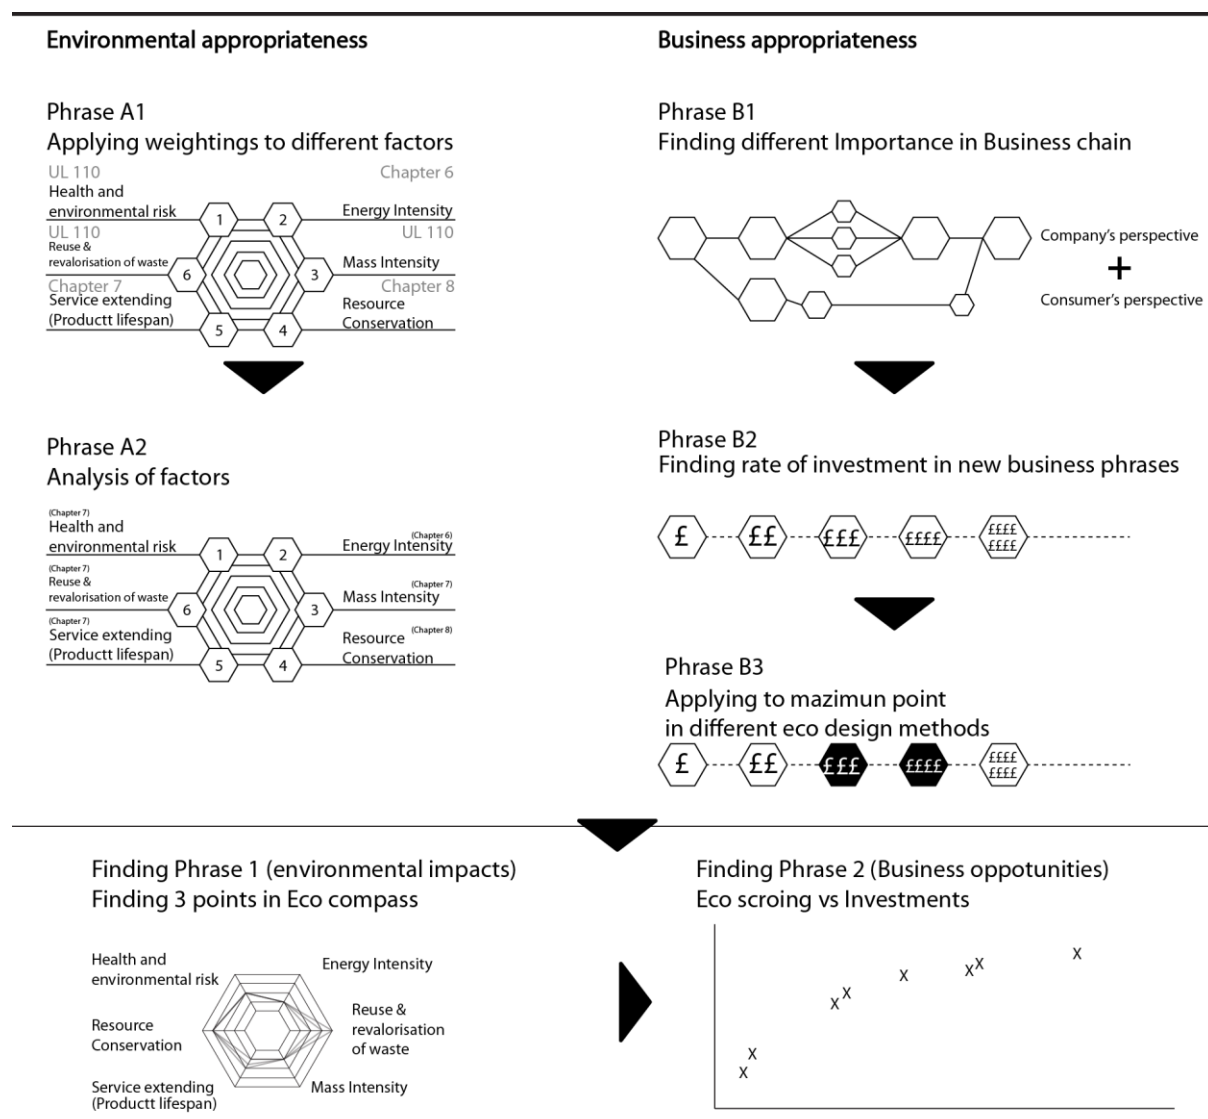 Environmental appropriateness
Phrase A1
Applying weightings to different factors
UL 110
Chapter 6
Health and
environmental risk
1
2
Energy Intensity
UL 110
UL 110
Reuse &
revalorisation of waste
6
3
Mass Intensity
Chapter 7
Chapter 8
Service extending
(Productt lifespan)
5
4
Resource
Conservation
Phrase A2
Analysis of factors
(Chapter 7)
Health and
environmental risk
1
2
(Chapter 6)
Energy Intensity
(Chapter 7)
Reuse &
revalorisation of waste
6
3
(Chapter 7)
Mass Intensity
(Chapter 7)
Service extending
(Productt lifespan)
5
4
Resource (Chapter 8)
Conservation
Business appropriateness
Phrase B1
Finding different Importance in Business chain
Company's perspective
+
Consumer's perspective
Phrase B2
Finding rate of investment in new business phrases
£ ££ £££ ££££ ££££
££££
Phrase B3
Applying to mazimun point
in different eco design methods
£ ££ £££ ££££ ££££
££££
Finding Phrase 1 (environmental impacts)
Finding 3 points in Eco compass
Health and
environmental risk
Energy Intensity
Resource
Conservation
Reuse &
revalorisation
of waste
Service extending
(Productt lifespan)
Mass Intensity
Finding Phrase 2 (Business oppotunities)
Eco scroing vs Investments
X
X X
X
X X
X
X